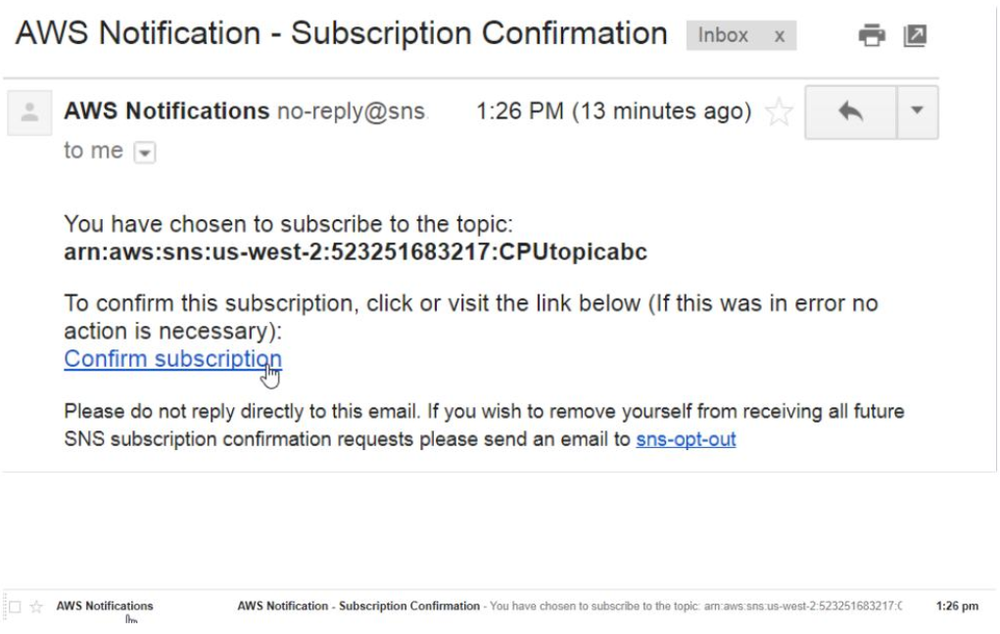 AWS Notification - Subscription Confirmation Inbox x
AWS Notifications no-reply@sns. 1:26 PM (13 minutes ago)
to me
You have chosen to subscribe to the topic:
arn:aws:sns:us-west-2:523251683217:CPUtopicabc
To confirm this subscription, click or visit the link below (If this was in error no
action is necessary):
Confirm subscription
Please do not reply directly to this email. If you wish to remove yourself from receiving all future
SNS subscription confirmation requests please send an email to sns-opt-out
AWS Notifications AWS Notification - Subscription Confirmation - You have chosen to subscribe to the topic: arn:aws:sns:us-west-2:523251683217:C 1:26 pm